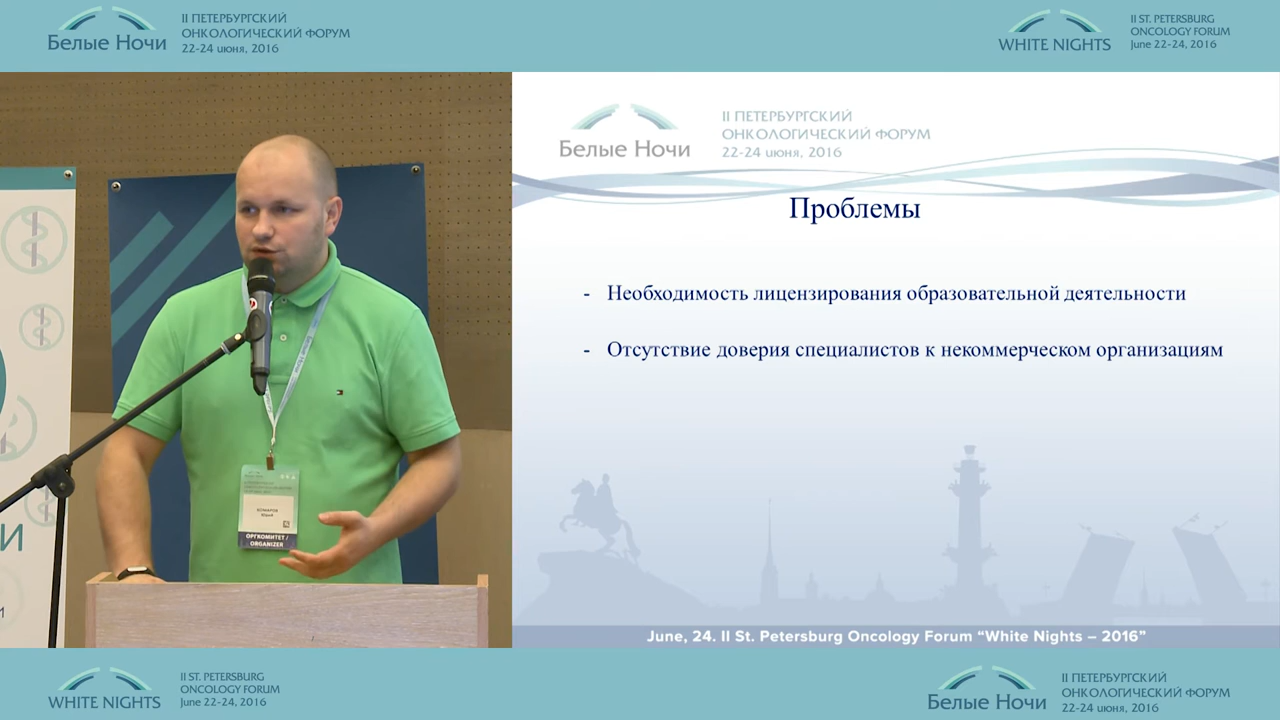 Белые Ночи
II ПЕТЕРБУРГСКИЙ
ОНКОЛОГИЧЕСКИЙ ФОРУМ
22-24 июня, 2016
WHITE NIGHTS
II ST. PETERSBURG
ONCOLOGY FORUM
June 22-24, 2016
Белые Ночи
II ПЕТЕРБУРГСКИЙ
ОНКОЛОГИЧЕСКИЙ ФОРУМ
22-24 июня, 2016
Проблемы
- Необходимость лицензирования образовательной деятельности
- Отсутствие доверия специалистов к некоммерческом организациям
June, 24. II St. Petersburg Oncology Forum “White Nights – 2016”
ОРГКОМИТЕТ /
ORGANIZER
WHITE NIGHTS
II ST. PETERSBURG
ONCOLOGY FORUM
June 22-24, 2016
Белые Ночи
II ПЕТЕРБУРГСКИЙ
ОНКОЛОГИЧЕСКИЙ ФОРУМ
22-24 июня, 2016